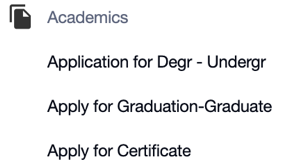 Academics
Application for Degr - Undergr
Apply for Graduation-Graduate
Apply for Certificate